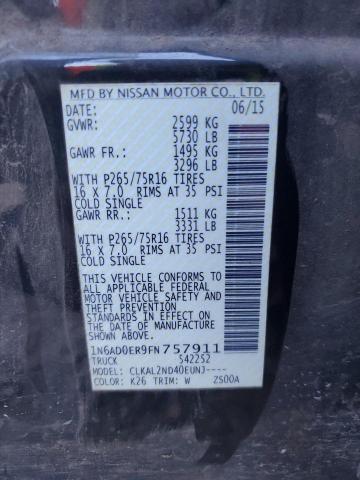 MFD BY NISSAN MOTOR CO., LTD.
DATE: 06/15
GVWR: 2599 KG
5730 LB
GAWR FR.: 1495 KG
3296 LB
WITH P265/75R16 TIRES
16 X 7.0 RIMS AT 35 PSI
COLD SINGLE
GAWR RR.: 1511 KG
3331 LB
WITH P265/75R16 TIRES
16 X 7.0 RIMS AT 35 PSI
COLD SINGLE
THIS VEHICLE CONFORMS TO
ALL APPLICABLE FEDERAL
MOTOR VEHICLE SAFETY AND
THEFT PREVENTION STANDARDS
IN EFFECT ON THE DATE OF
MANUFACTURE SHOWN ABOVE.
1N6AD0ER9FN757911
TRUCK S42252
MODEL: CLKAL2ND40EUNJ----
COLOR: K26 TRIM: W Z500A